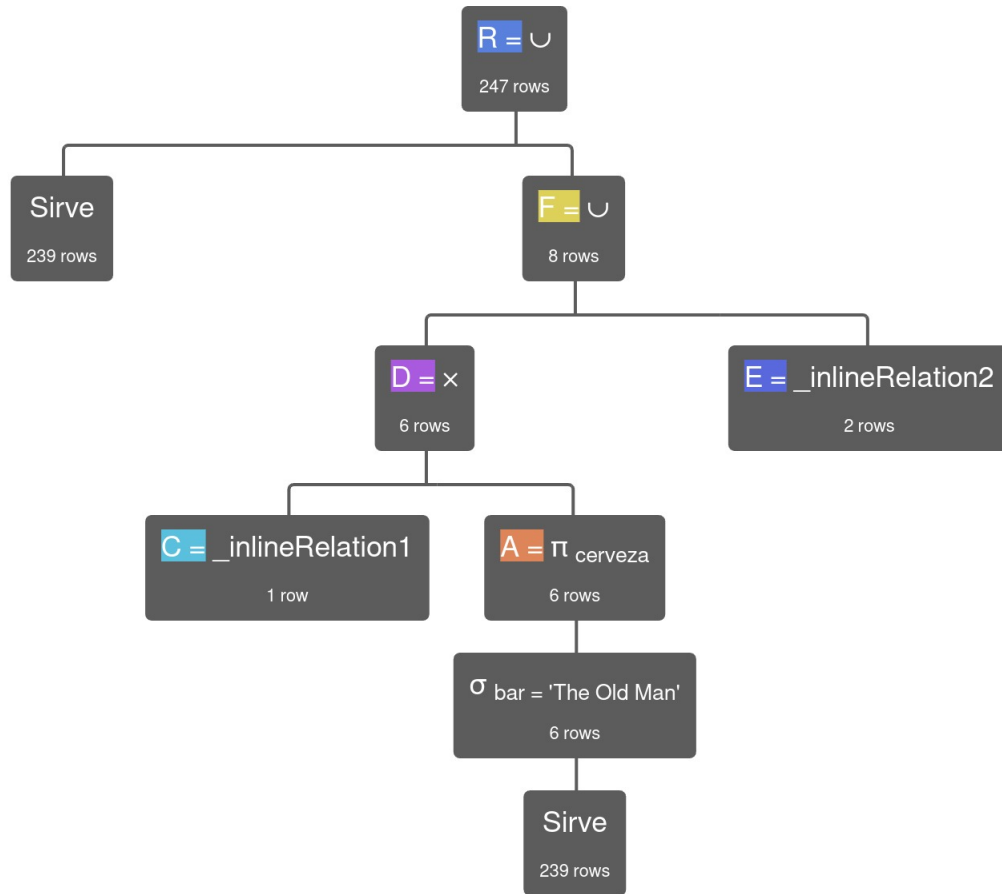 R = ∪
247 rows
Sirve
239 rows
F = ∪
8 rows
D = ×
6 rows
E = _inlineRelation2
2 rows
C = _inlineRelation1
1 row
A = π cerveza
6 rows
σ bar = 'The Old Man'
6 rows
Sirve
239 rows